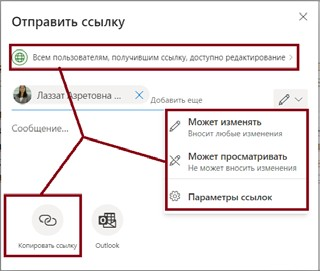 Отправить ссылку
Всем пользователям, получившим ссылку, доступно редактирование
Лаззат Азретовна ...
Добавить еще
Сообщение...
Может изменять
Вносит любые изменения
Может просматривать
Не может вносить изменения
Параметры ссылок
Копировать ссылку
Outlook